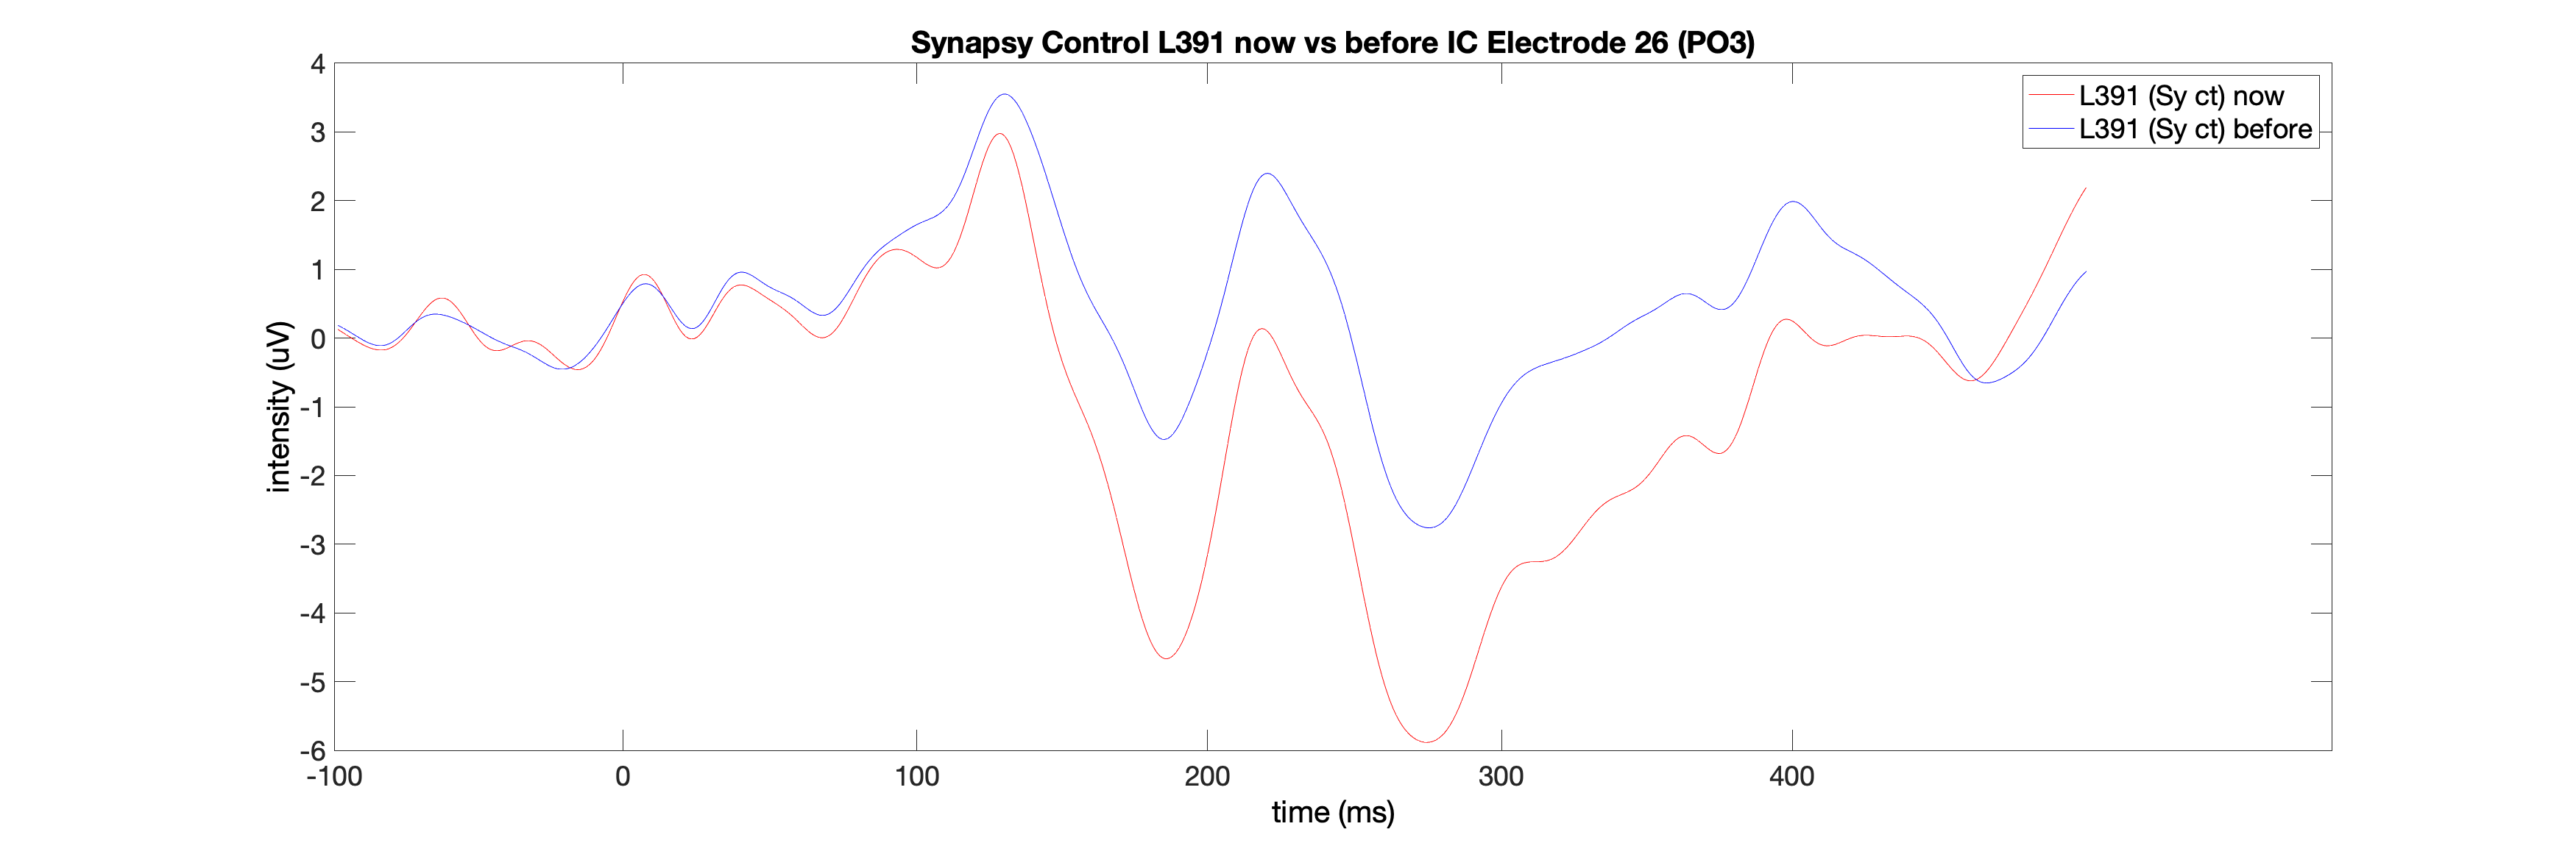 Synapsy Control L391 now vs before IC Electrode 26 (PO3)
L391 (Sy ct) now
L391 (Sy ct) before
intensity (uV)
4
3
2
1
0
-1
-2
-3
-4
-5
-6
-100 0 100 200 300 400
time (ms)